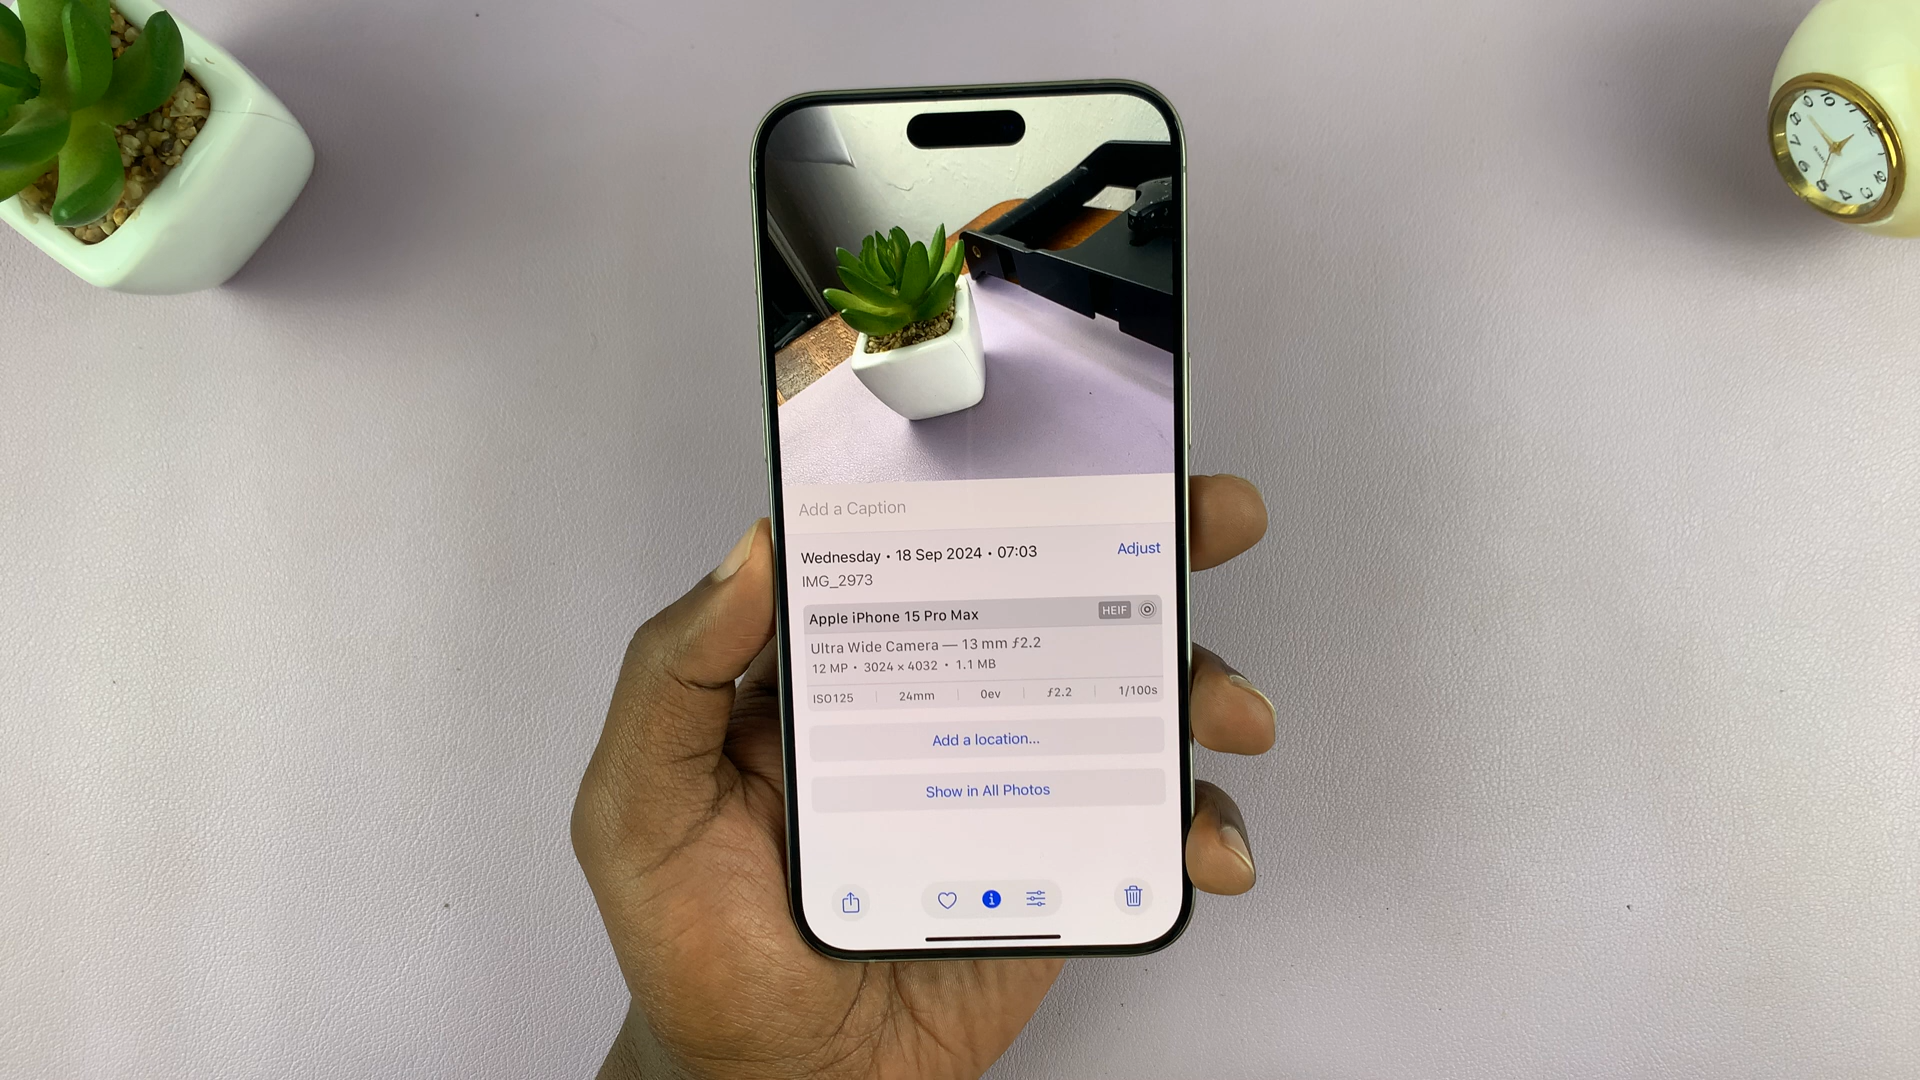 Add a Caption
Wednesday • 18 Sep 2024 • 07:03
Adjust
IMG_2973
Apple iPhone 15 Pro Max
HEIF
Ultra Wide Camera — 13 mm ƒ2.2
12 MP • 3024 × 4032 • 1.1 MB
ISO125 24mm 0ev ƒ2.2 1/100s
Add a location...
Show in All Photos